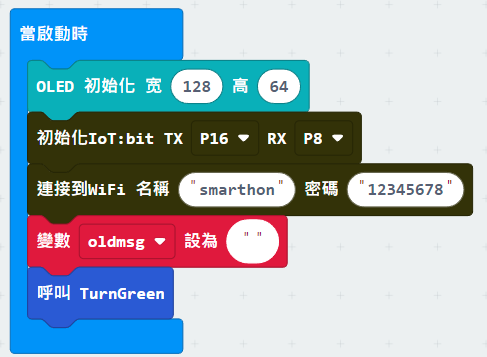 當啟動時
OLED 初始化 宽 128 高 64
初始化IoT:bit TX P16 RX P8
連接到WiFi 名稱 "smarthon" 密碼 "12345678"
變數 oldmsg 設為 " "
呼叫 TurnGreen